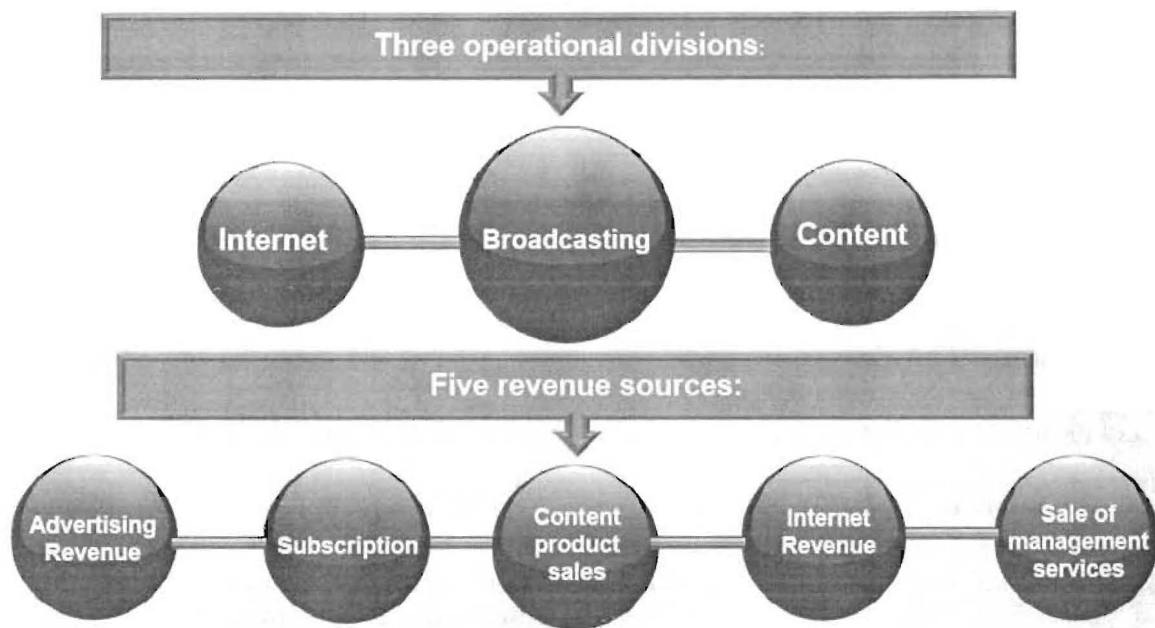 Three operational divisions:
Internet
Broadcasting
Content
Five revenue sources:
Advertising
Revenue
Subscription
Content
product
sales
Internet
Revenue
Sale of
management
services